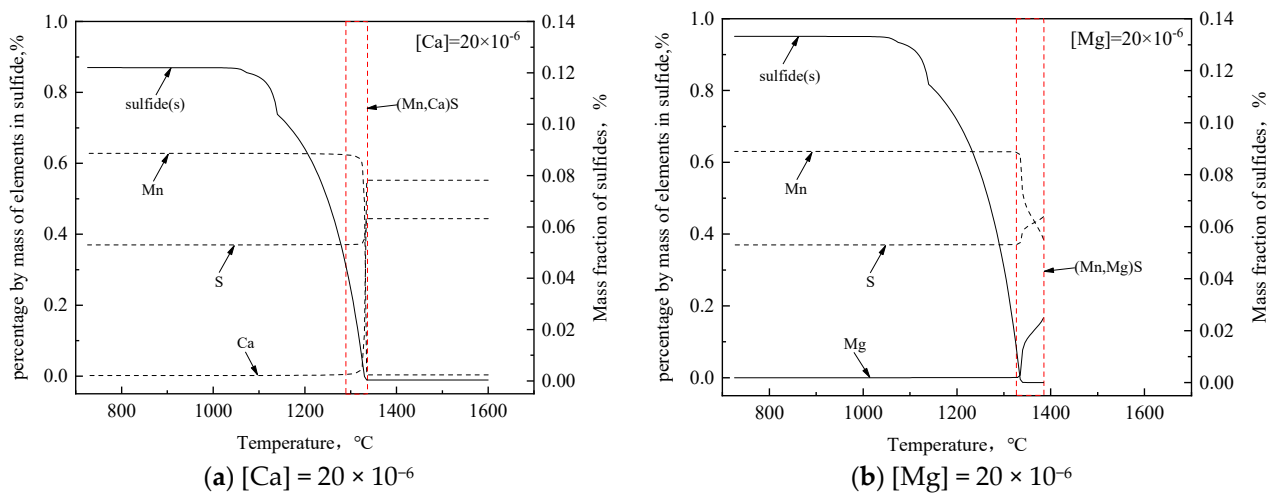 percentage by mass of elements in sulfide,%
1.0
0.8
0.6
0.4
0.2
0.0
[Ca]=20×10⁻⁶
sulfide(s)
(Mn,Ca)S
Mn
S
Ca
0.14
0.12
0.10
0.08
0.06
0.04
0.02
0.00
Mass fraction of sulfides，%
800 1000 1200 1400 1600
Temperature，℃
(a) [Ca] = 20 × 10⁻⁶
percentage by mass of elements in sulfide,%
1.0
0.8
0.6
0.4
0.2
0.0
[Mg]=20×10⁻⁶
sulfide(s)
Mn
S
(Mn,Mg)S
Mg
0.14
0.12
0.10
0.08
0.06
0.04
0.02
0.00
Mass fraction of sulfides，%
800 1000 1200 1400 1600
Temperature，℃
(b) [Mg] = 20 × 10⁻⁶